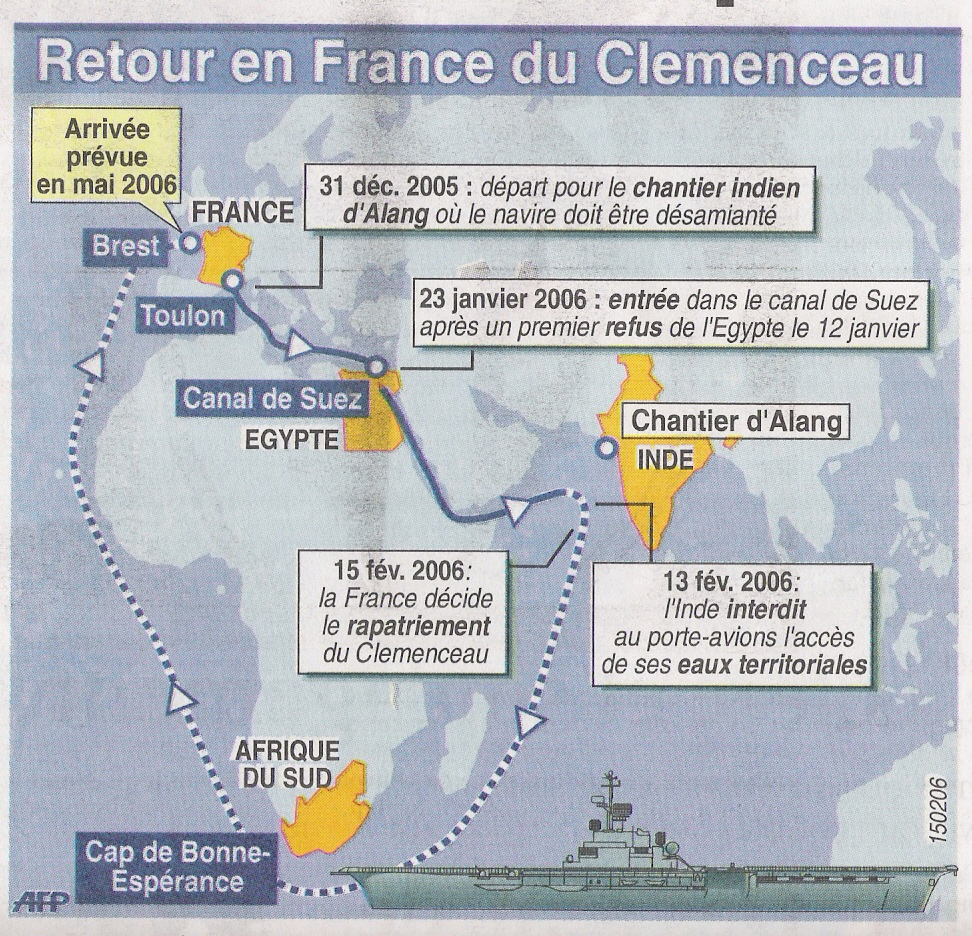 Retour en France du Clemenceau
Arrivée
prévue
en mai 2006
FRANCE
31 déc. 2005 : départ pour le chantier indien
d'Alang où le navire doit être désamianté
Brest
Toulon
23 janvier 2006 : entrée dans le canal de Suez
après un premier refus de l'Egypte le 12 janvier
Canal de Suez
EGYPTE
Chantier d'Alang
INDE
15 fév. 2006:
la France décide
le rapatriement
du Clemenceau
13 fév. 2006:
l'Inde interdit
au porte-avions l'accès
de ses eaux territoriales
AFRIQUE
DU SUD
Cap de Bonne-
Espérance
150206
AFP